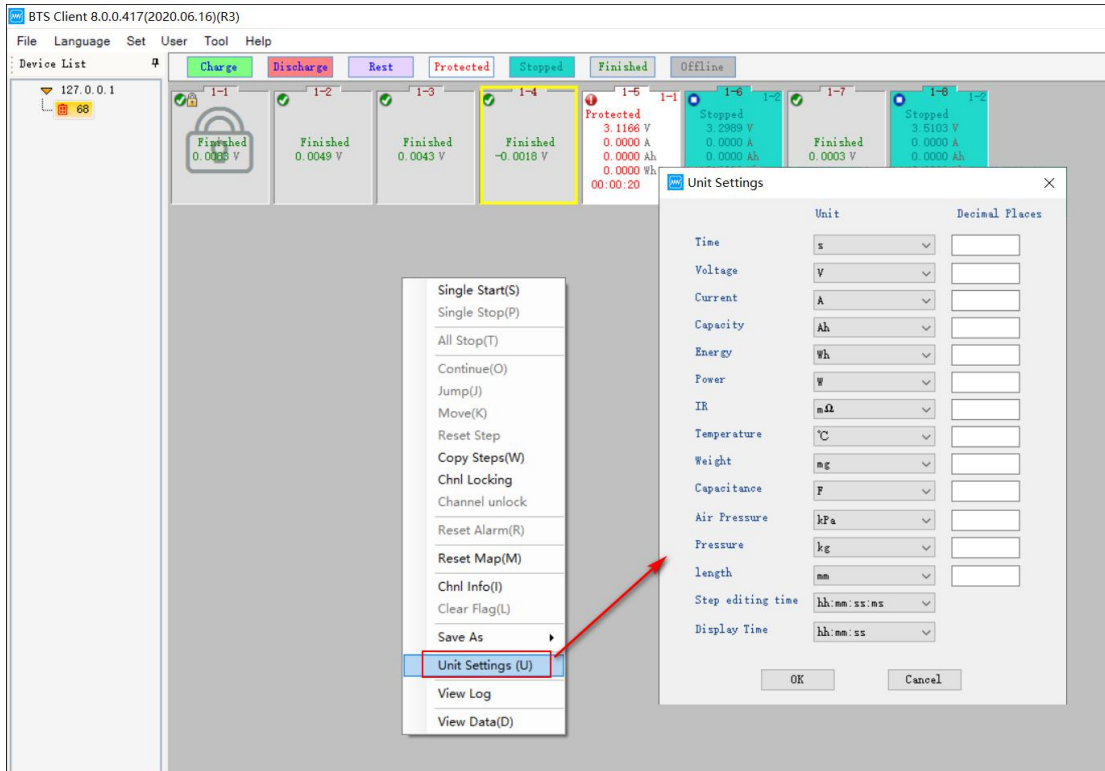 BTS Client 8.0.0.417(2020.06.16)(R3)
File Language Set User Tool Help
Device List
Charge Discharge Rest Protected Stopped Finished Offline
127.0.0.1
68
1-1
Finished
0.0083 V
1-2
Finished
0.0049 V
1-3
Finished
0.0043 V
1-4
Finished
-0.0018 V
1-5 1-1
Protected
3.1166 V
0.0000 A
0.0000 Ah
0.0000 Wh
00:00:20
1-6 1-2
Stopped
3.2989 V
0.0000 A
0.0000 Ah
1-7
Finished
0.0003 V
1-8 1-2
Stopped
3.5103 V
0.0000 A
0.0000 Ah
Single Start(S)
Single Stop(P)
All Stop(T)
Continue(O)
Jump(J)
Move(K)
Reset Step
Copy Steps(W)
Chnl Locking
Channel unlock
Reset Alarm(R)
Reset Map(M)
Chnl Info(I)
Clear Flag(L)
Save As
Unit Settings (U)
View Log
View Data(D)
Unit Settings
Unit Decimal Places
Time s
Voltage V
Current A
Capacity Ah
Energy Wh
Power W
IR mΩ
Temperature ℃
Weight mg
Capacitance F
Air Pressure kPa
Pressure kg
length mm
Step editing time hh:mm:ss:ms
Display Time hh:mm:ss
OK Cancel